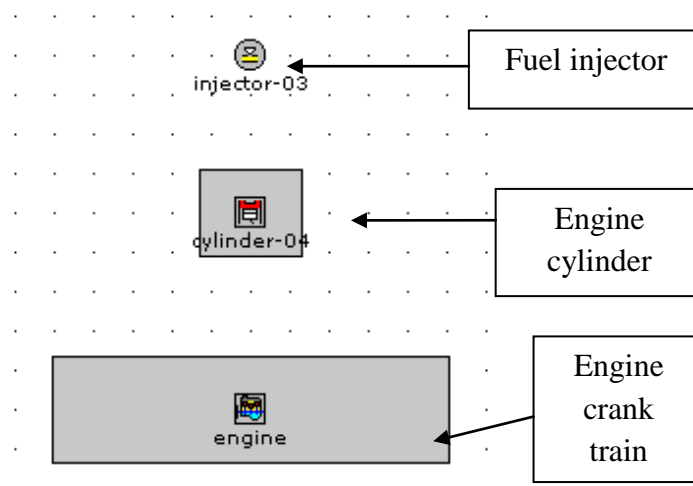 Fuel injector
injector-03
Engine
cylinder
cylinder-04
Engine
crank
train
engine